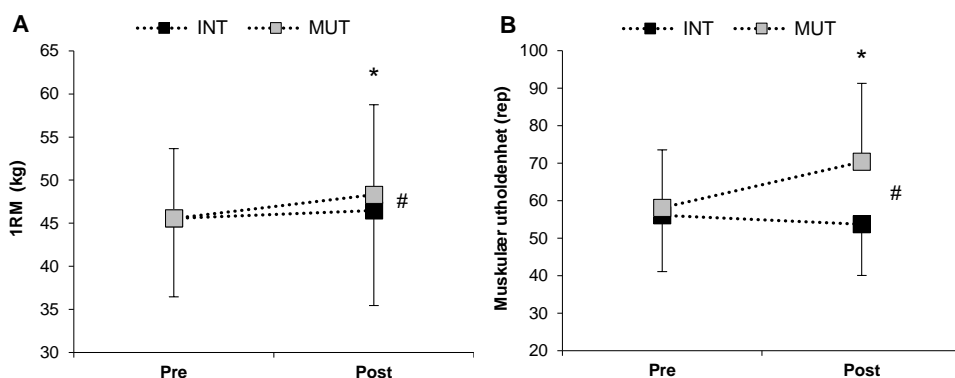 A
INT MUT
1RM (kg)
65
60
55
50
45
40
35
30
*
#
Pre Post
B
INT MUT
Muskulær utholdenhet (rep)
100
90
80
70
60
50
40
30
20
*
#
Pre Post